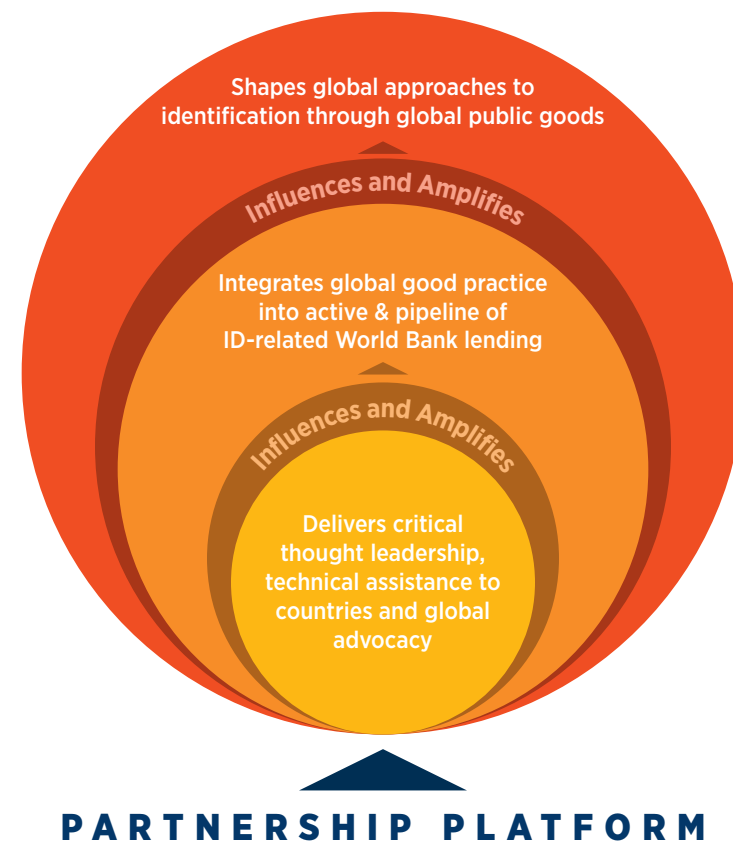 Shapes global approaches to
identification through global public goods
Influences and Amplifies
Integrates global good practice
into active & pipeline of
ID-related World Bank lending
Influences and Amplifies
Delivers critical
thought leadership,
technical assistance to
countries and global
advocacy
PARTNERSHIP PLATFORM